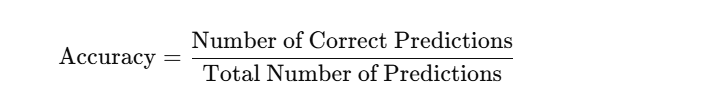 Accuracy = Number of Correct Predictions
Total Number of Predictions